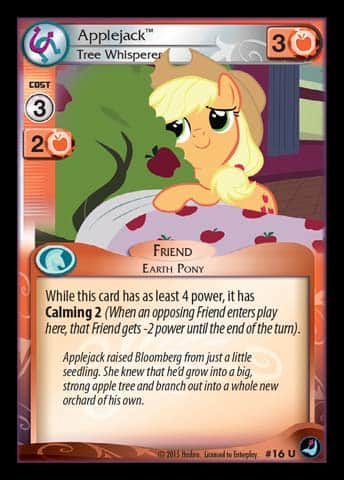 Applejack™
Tree Whisperer
3
COST
3
2
FRIEND
EARTH PONY
While this card has as least 4 power, it has
Calming 2 (When an opposing Friend enters play
here, that Friend gets -2 power until the end of the turn).
Applejack raised Bloomberg from just a little
seedling. She knew that he'd grow into a big,
strong apple tree and branch out into a whole new
orchard of his own.
© 2015 Hasbro. Licensed to Enterplay.
#16 U